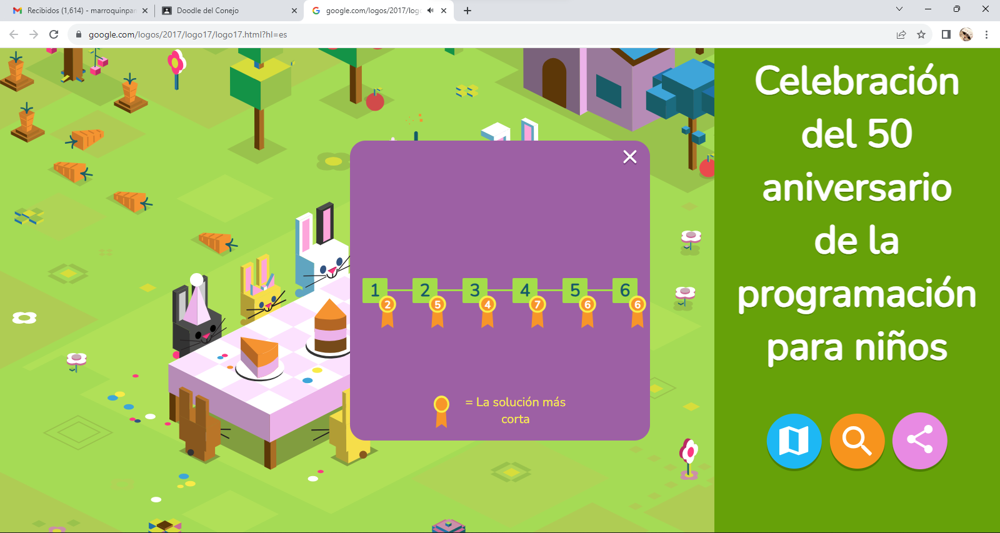 Recibidos (1,614) - marroquinpan
Doodle del Conejo
google.com/logos/2017/logo
google.com/logos/2017/logo17/logo17.html?hl=es
Celebración
del 50
aniversario
de la
programación
para niños
1 2 3 4 5 6
2 5 4 7 6 6
= La solución más
corta